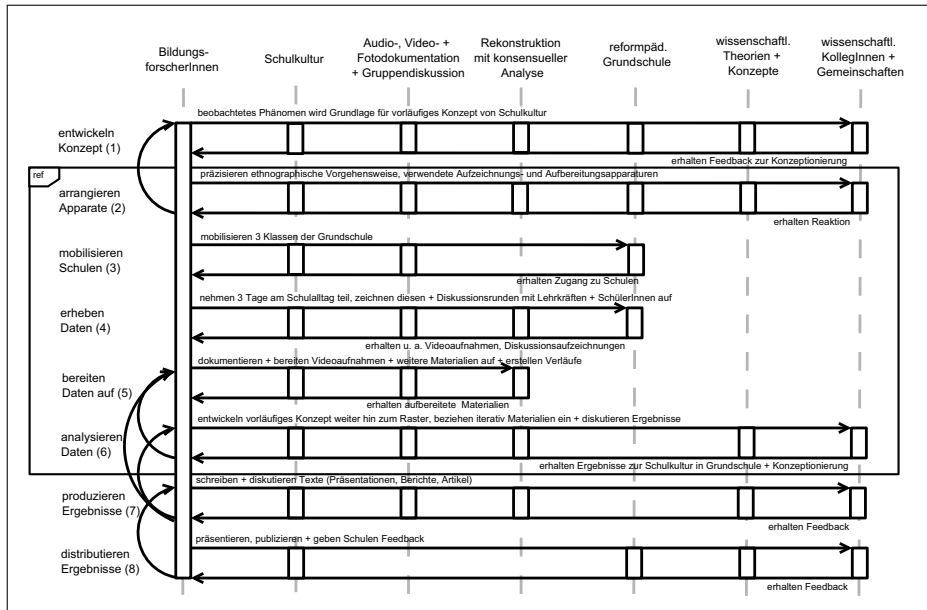 Bildungs-
forscherInnen
Schulkultur
Audio-, Video- +
Fotodokumentation
+ Gruppendiskussion
Rekonstruktion
mit konsensueller
Analyse
reformpäd.
Grundschule
wissenschaftl.
Theorien +
Konzepte
wissenschaftl.
KollegInnen +
Gemeinschaften
beobachtetes Phänomen wird Grundlage für vorläufiges Konzept von Schulkultur
entwickeln
Konzept (1)
erhalten Feedback zur Konzeptionierung
ref
präzisieren ethnographische Vorgehensweise, verwendete Aufzeichnungs- und Aufbereitungsapparaturen
arrangieren
Apparate (2)
erhalten Reaktion
mobilisieren 3 Klassen der Grundschule
mobilisieren
Schulen (3)
erhalten Zugang zu Schulen
nehmen 3 Tage am Schulalltag teil, zeichnen diesen + Diskussionsrunden mit Lehrkräften + SchülerInnen auf
erheben
Daten (4)
erhalten u. a. Videoaufnahmen, Diskussionsaufzeichnungen
dokumentieren + bereiten Videoaufnahmen + weitere Materialien auf + erstellen Verläufe
bereiten
Daten auf (5)
erhalten aufbereitete Materialien
entwickeln vorläufiges Konzept weiter hin zum Raster, beziehen iterativ Materialien ein + diskutieren Ergebnisse
analysieren
Daten (6)
erhalten Ergebnisse zur Schulkultur in Grundschule + Konzeptionierung
schreiben + diskutieren Texte (Präsentationen, Berichte, Artikel)
produzieren
Ergebnisse (7)
erhalten Feedback
präsentieren, publizieren + geben Schulen Feedback
distributieren
Ergebnisse (8)
erhalten Feedback